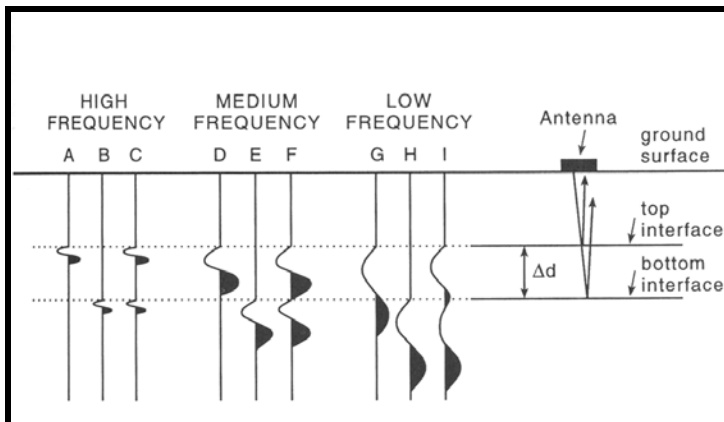 HIGH FREQUENCY
A B C
MEDIUM FREQUENCY
D E F
LOW FREQUENCY
G H I
Antenna
ground surface
top interface
Δd
bottom interface